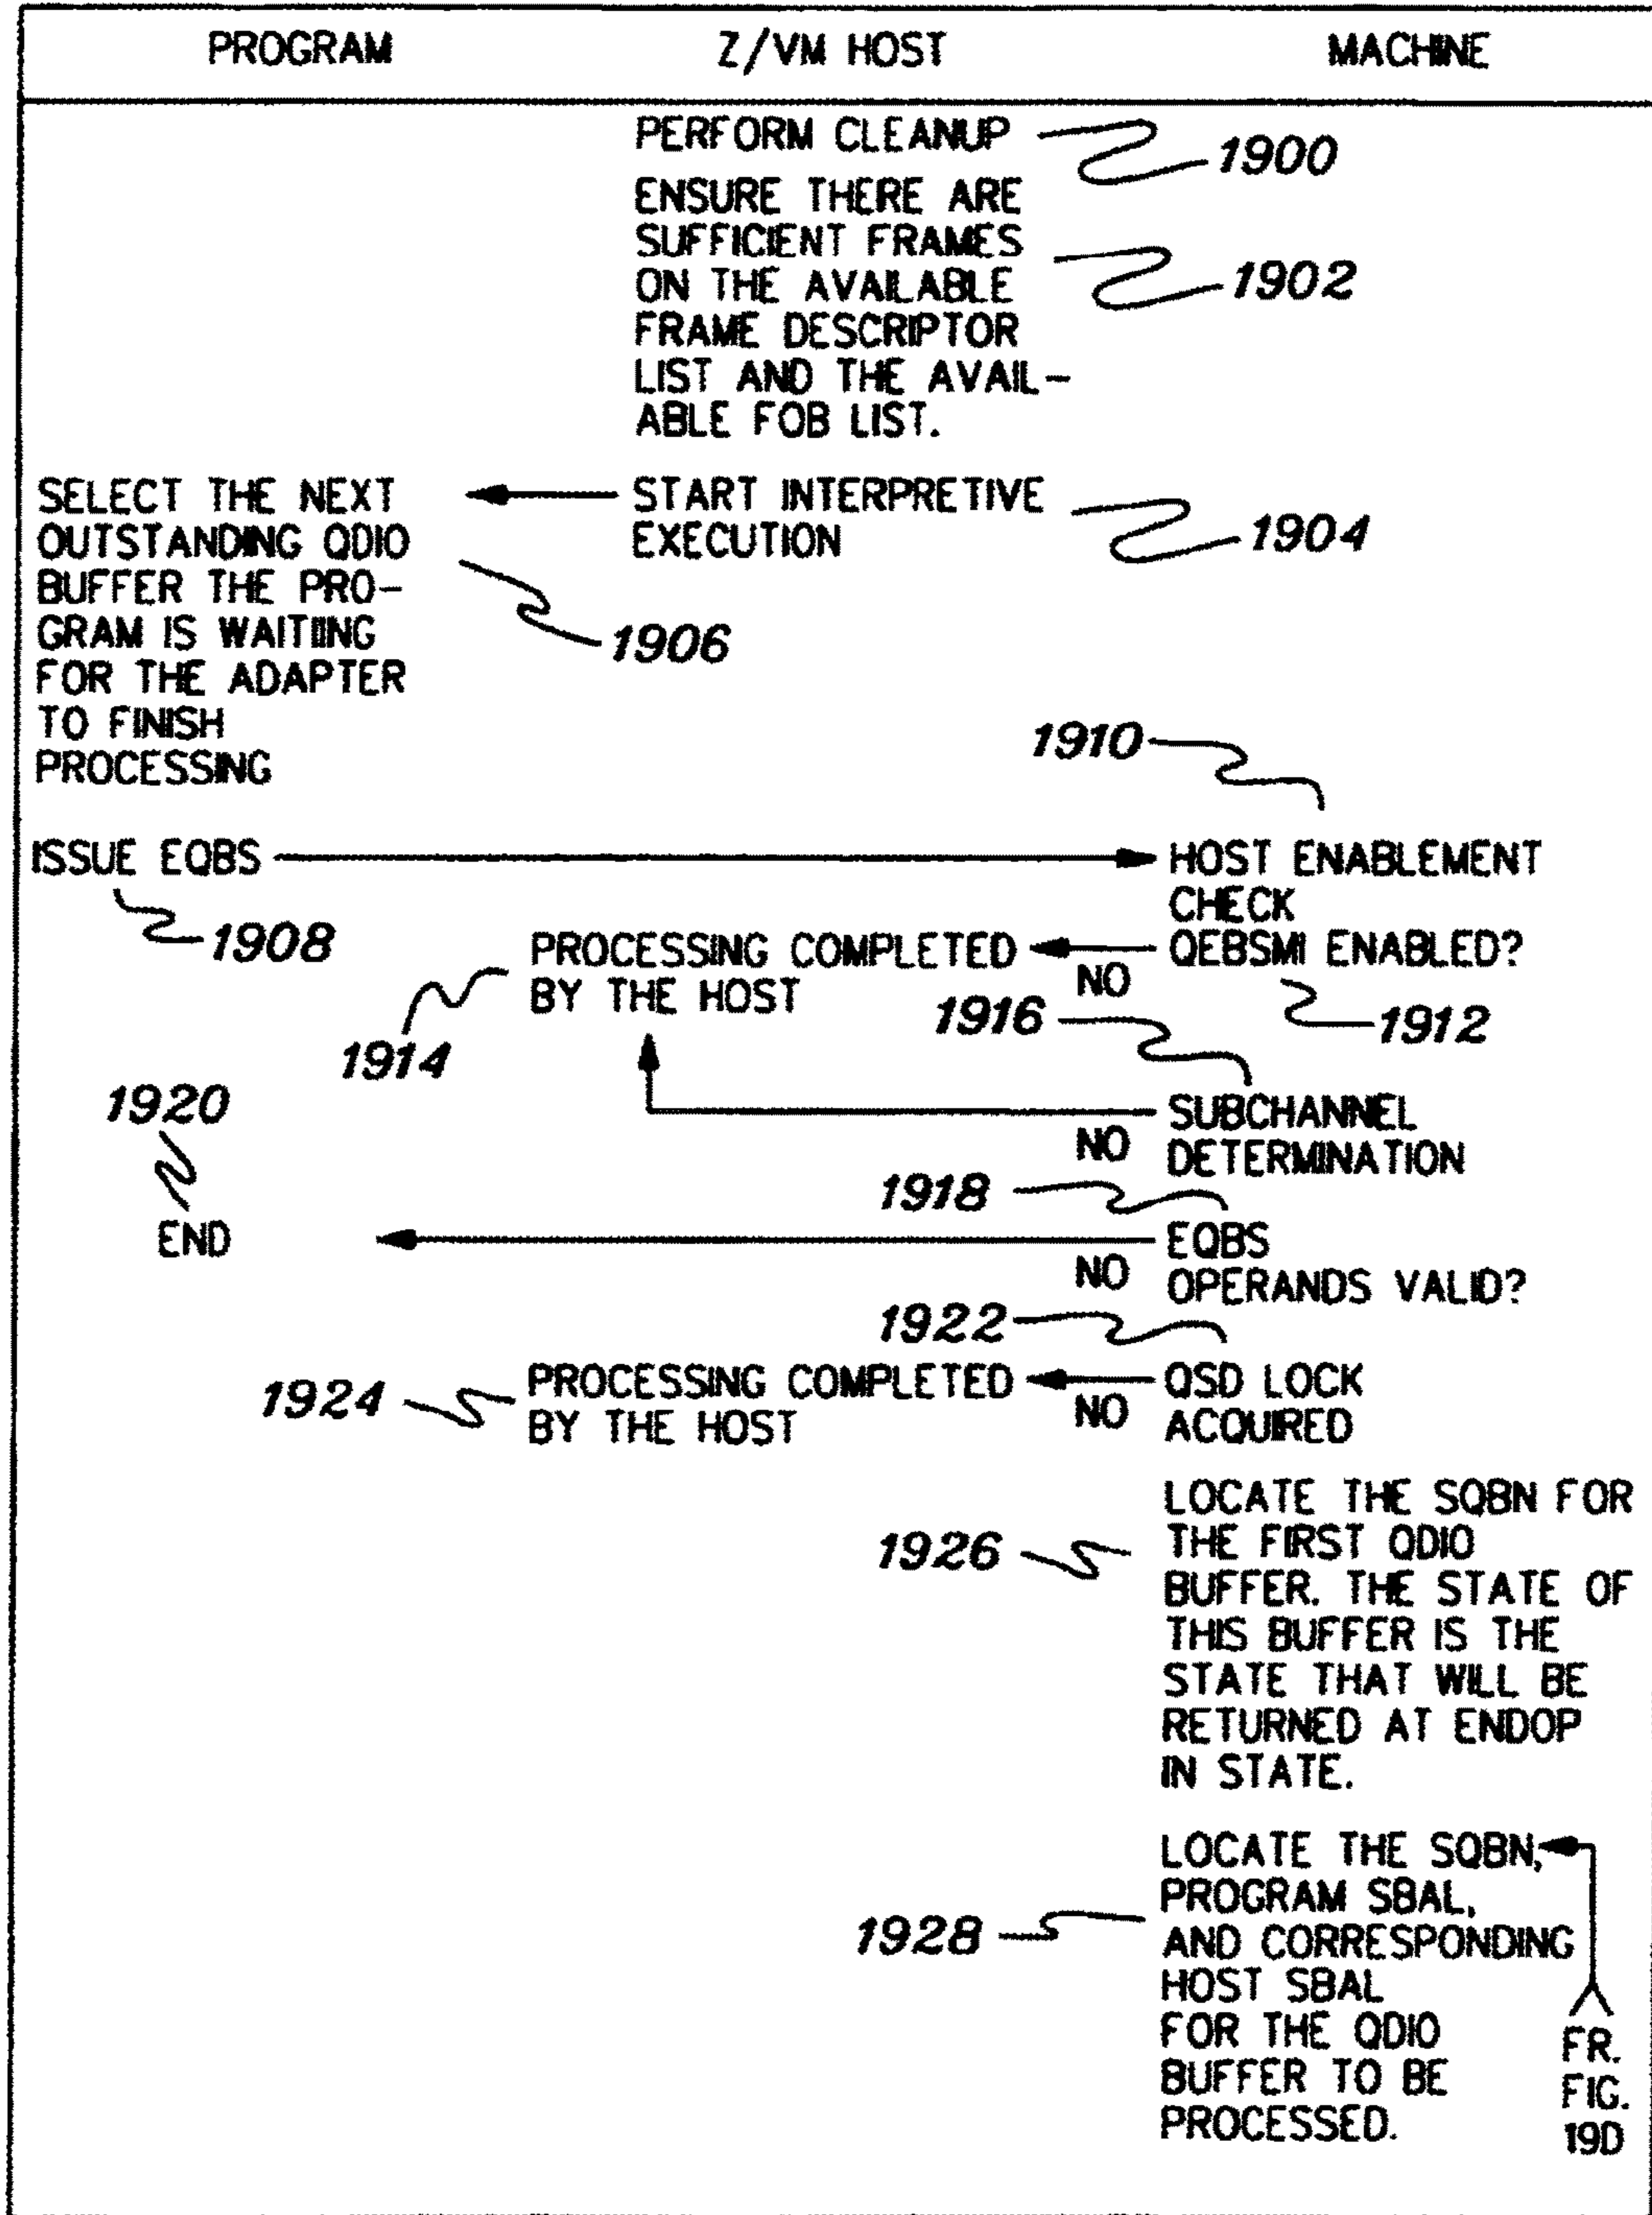 PROGRAM
Z/VM HOST
MACHINE
PERFORM CLEANUP
1900
ENSURE THERE ARE
SUFFICIENT FRAMES
ON THE AVAILABLE
FRAME DESCRIPTOR
LIST AND THE AVAIL-
ABLE FOB LIST.
1902
START INTERPRETIVE
EXECUTION
1904
SELECT THE NEXT
OUTSTANDING QDIO
BUFFER THE PRO-
GRAM IS WAITIING
FOR THE ADAPTER
TO FINISH
PROCESSING
1906
1910
ISSUE EQBS
1908
HOST ENABLEMENT
CHECK
QEBSMI ENABLED?
NO
1912
PROCESSING COMPLETED
BY THE HOST
1914
1916
SUBCHANNEL
DETERMINATION
NO
1918
1920
END
EQBS
OPERANDS VALID?
NO
1922
QSD LOCK
ACQUIRED
NO
PROCESSING COMPLETED
BY THE HOST
1924
LOCATE THE SQBN FOR
THE FIRST QDIO
BUFFER. THE STATE OF
THIS BUFFER IS THE
STATE THAT WILL BE
RETURNED AT ENDOP
IN STATE.
1926
LOCATE THE SQBN,
PROGRAM SBAL,
AND CORRESPONDING
HOST SBAL
FOR THE QDIO
BUFFER TO BE
PROCESSED.
1928
FR.
FIG.
19D